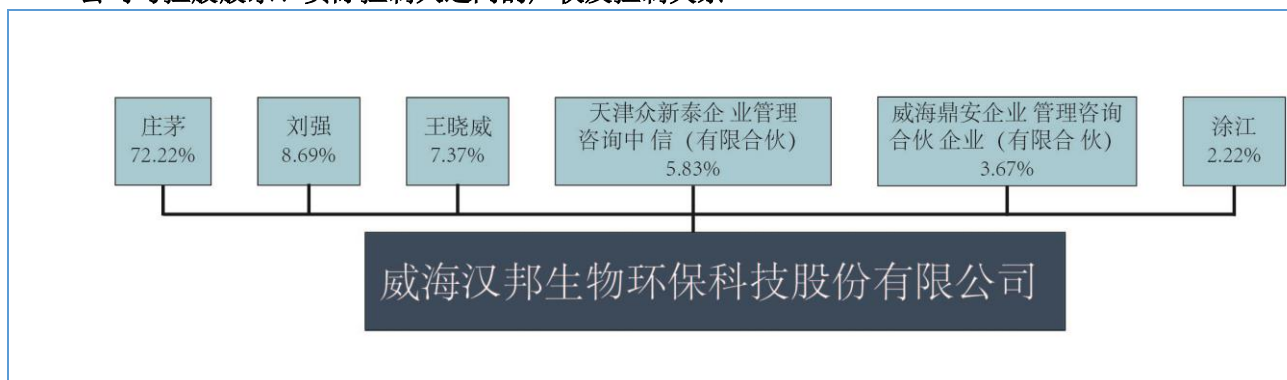 庄茅
72.22%
刘强
8.69%
王晓威
7.37%
天津众新泰企 业管理
咨询中 信（有限合伙）
5.83%
威海鼎安企业 管理咨询
合伙 企业（有限合 伙）
3.67%
涂江
2.22%
威海汉邦生物环保科技股份有限公司